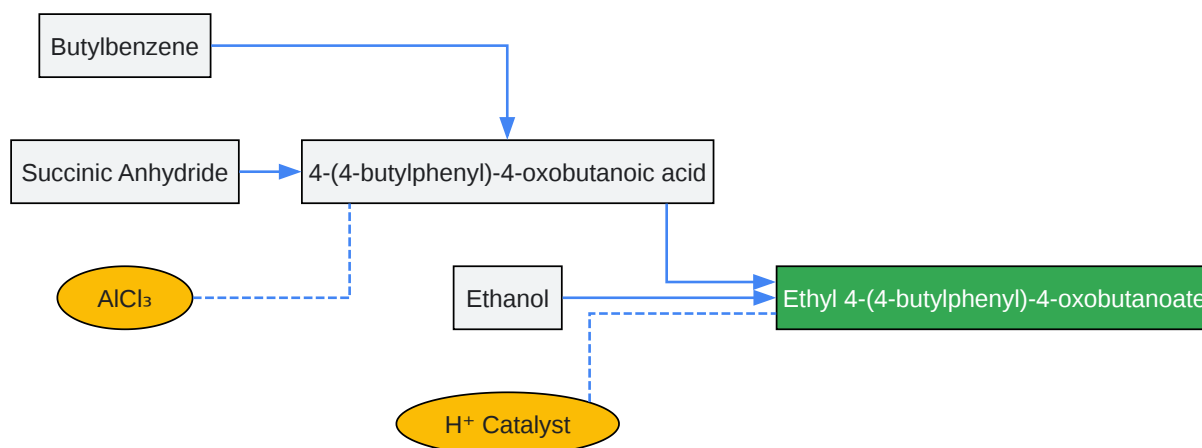 Butylbenzene
Succinic Anhydride
4-(4-butylphenyl)-4-oxobutanoic acid
AlCl₃
Ethanol
Ethyl 4-(4-butylphenyl)-4-oxobutanoate
H⁺ Catalyst